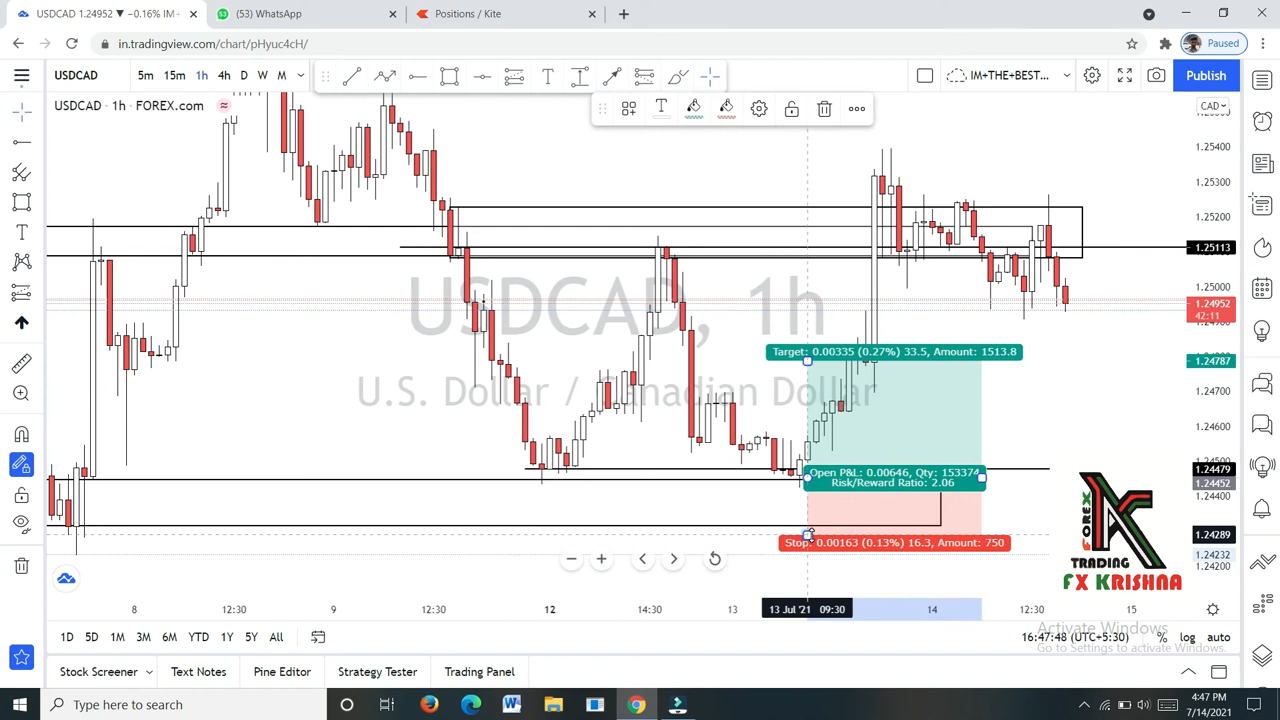 USDCAD 1.24952 ▼ −0.16% IM+
(53) WhatsApp
Positions / Kite
in.tradingview.com/chart/pHyuc4cH/
Paused
USDCAD
5m 15m 1h 4h D W M
IM+THE+BEST...
Publish
USDCAD · 1h · FOREX.com
CAD
1.25400
1.25300
1.25200
1.25113
1.25000
1.24952
42:11
1.24787
1.24700
1.24600
1.24500
1.24479
1.24452
1.24400
1.24289
1.24232
1.24200
USDCAD, 1h
U.S. Dollar / Canadian Dollar
Target: 0.00335 (0.27%) 33.5, Amount: 1513.8
Open P&L: 0.00646, Qty: 153374
Risk/Reward Ratio: 2.06
Stop: 0.00163 (0.13%) 16.3, Amount: 750
FOREX
TRADING
FX KRISHNA
8 12:30 9 12:30 12 14:30 13 13 Jul '21 09:30 14 12:30 15
Activate Windows
Go to Settings to activate Windows.
1D 5D 1M 3M 6M YTD 1Y 5Y All
16:47:48 (UTC+5:30) % log auto
Stock Screener Text Notes Pine Editor Strategy Tester Trading Panel
Type here to search
4:47 PM
7/14/2021